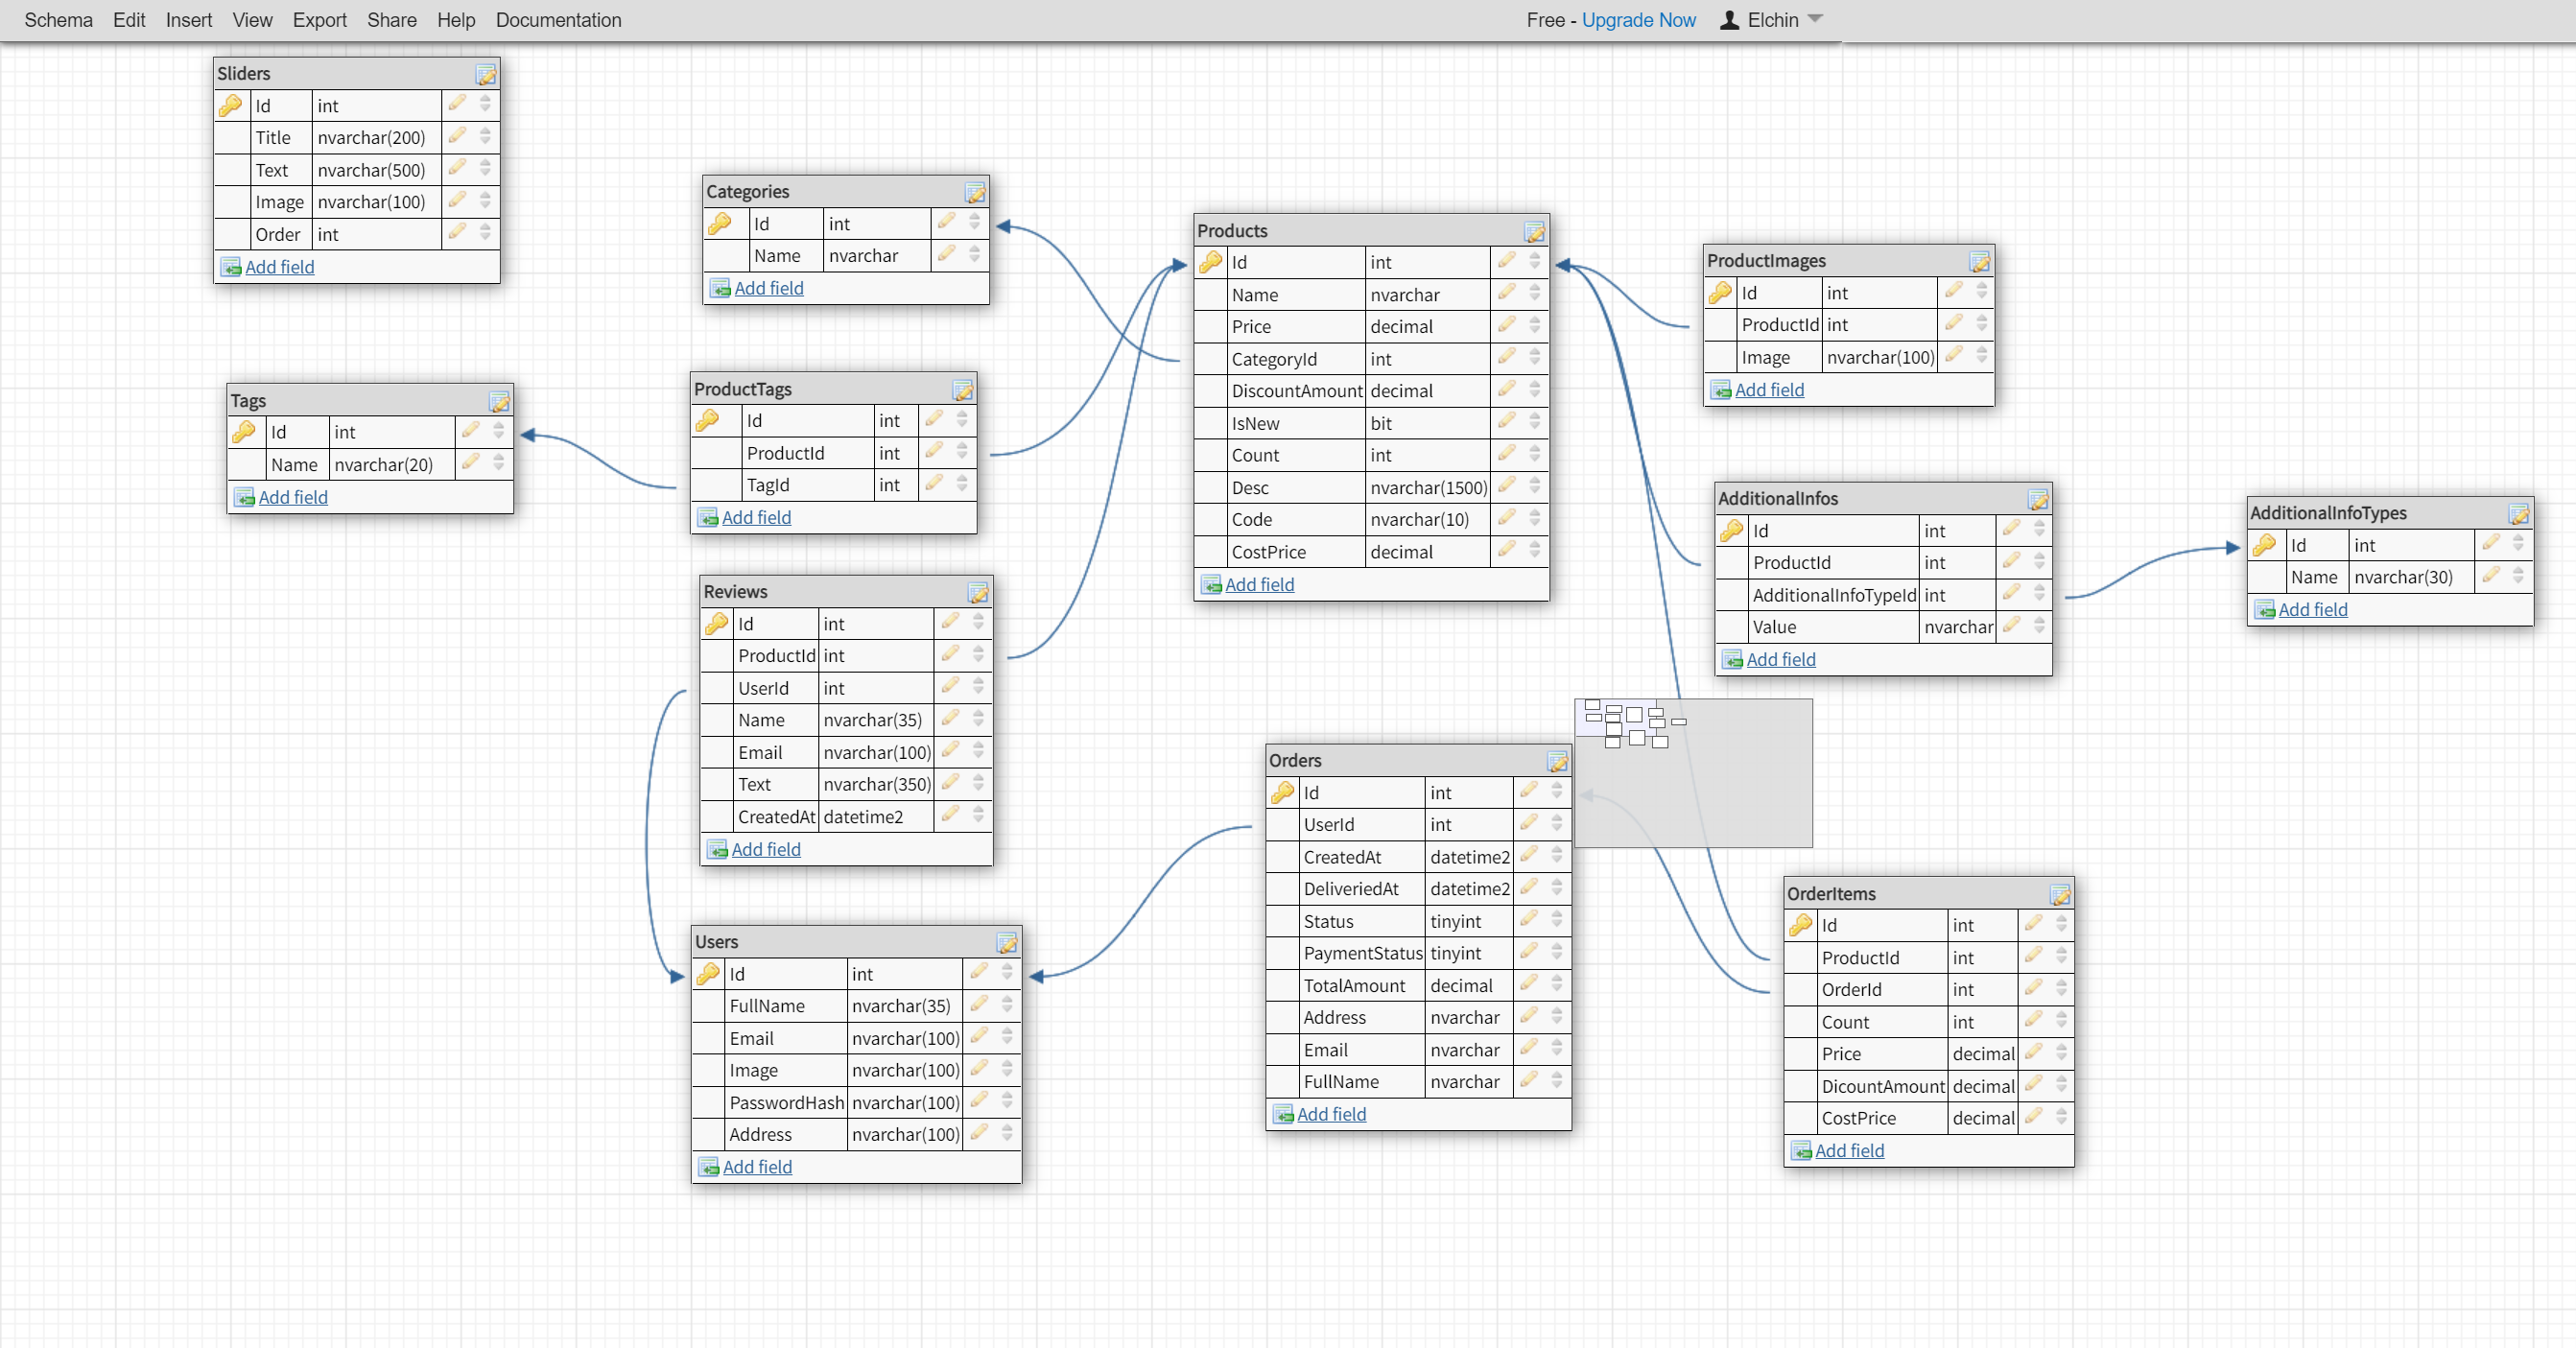 Schema Edit Insert View Export Share Help Documentation Free - Upgrade Now Elchin
Sliders
Id int
Title nvarchar(200)
Text nvarchar(500)
Image nvarchar(100)
Order int
Add field
Categories
Id int
Name nvarchar
Add field
Products
Id int
Name nvarchar
Price decimal
CategoryId int
DiscountAmount decimal
IsNew bit
Count int
Desc nvarchar(1500)
Code nvarchar(10)
CostPrice decimal
Add field
ProductImages
Id int
ProductId int
Image nvarchar(100)
Add field
Tags
Id int
Name nvarchar(20)
Add field
ProductTags
Id int
ProductId int
TagId int
Add field
AdditionalInfos
Id int
ProductId int
AdditionalInfoTypeId int
Value nvarchar
Add field
AdditionalInfoTypes
Id int
Name nvarchar(30)
Add field
Reviews
Id int
ProductId int
UserId int
Name nvarchar(35)
Email nvarchar(100)
Text nvarchar(350)
CreatedAt datetime2
Add field
Orders
Id int
UserId int
CreatedAt datetime2
DeliveriedAt datetime2
Status tinyint
PaymentStatus tinyint
TotalAmount decimal
Address nvarchar
Email nvarchar
FullName nvarchar
Add field
OrderItems
Id int
ProductId int
OrderId int
Count int
Price decimal
DicountAmount decimal
CostPrice decimal
Add field
Users
Id int
FullName nvarchar(35)
Email nvarchar(100)
Image nvarchar(100)
PasswordHash nvarchar(100)
Address nvarchar(100)
Add field